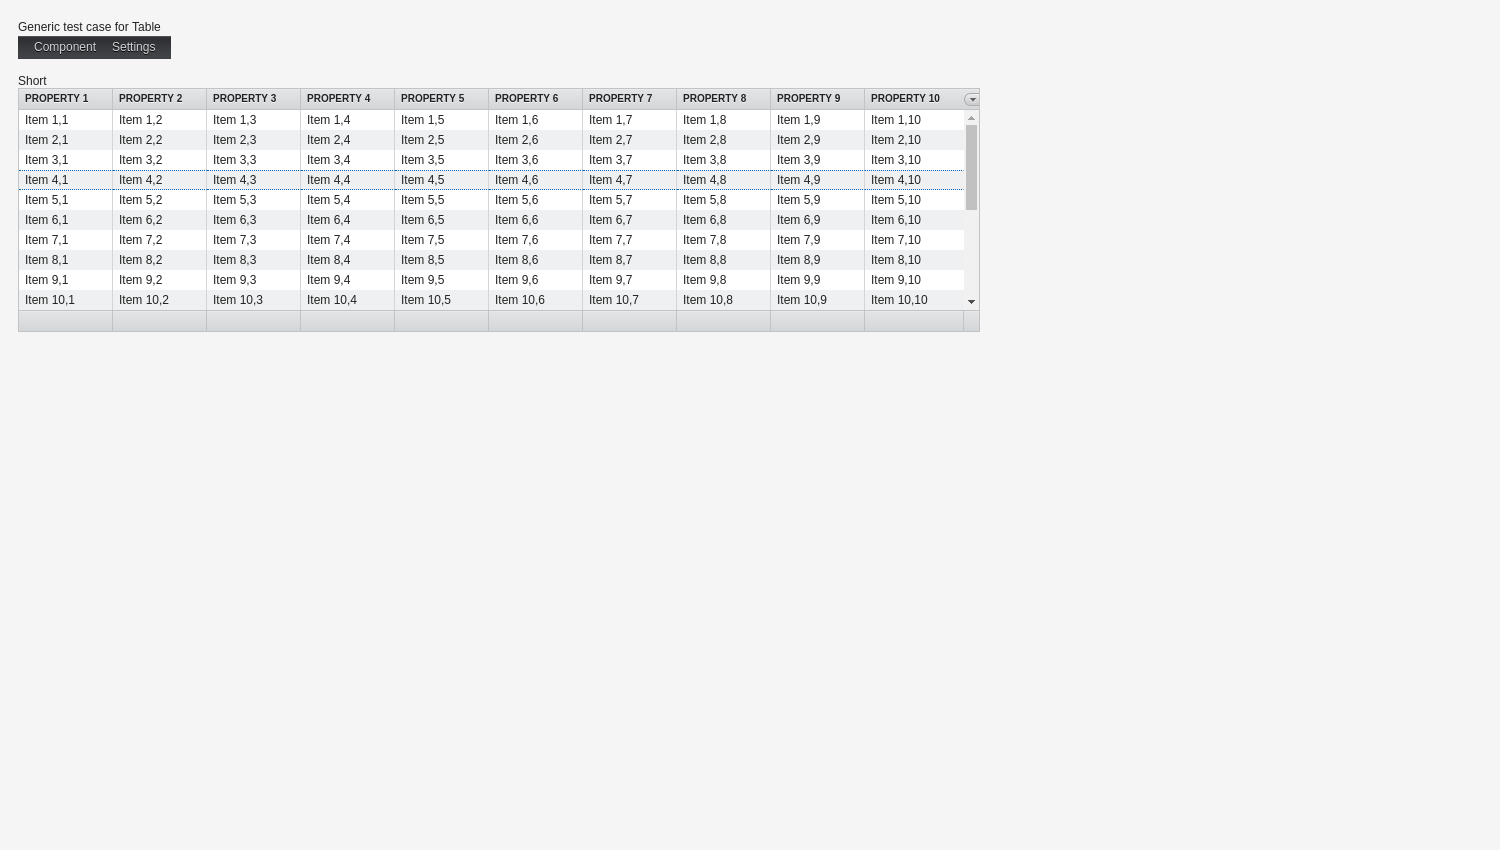 Generic test case for Table
Component Settings
Short
PROPERTY 1 PROPERTY 2 PROPERTY 3 PROPERTY 4 PROPERTY 5 PROPERTY 6 PROPERTY 7 PROPERTY 8 PROPERTY 9 PROPERTY 10
Item 1,1 Item 1,2 Item 1,3 Item 1,4 Item 1,5 Item 1,6 Item 1,7 Item 1,8 Item 1,9 Item 1,10
Item 2,1 Item 2,2 Item 2,3 Item 2,4 Item 2,5 Item 2,6 Item 2,7 Item 2,8 Item 2,9 Item 2,10
Item 3,1 Item 3,2 Item 3,3 Item 3,4 Item 3,5 Item 3,6 Item 3,7 Item 3,8 Item 3,9 Item 3,10
Item 4,1 Item 4,2 Item 4,3 Item 4,4 Item 4,5 Item 4,6 Item 4,7 Item 4,8 Item 4,9 Item 4,10
Item 5,1 Item 5,2 Item 5,3 Item 5,4 Item 5,5 Item 5,6 Item 5,7 Item 5,8 Item 5,9 Item 5,10
Item 6,1 Item 6,2 Item 6,3 Item 6,4 Item 6,5 Item 6,6 Item 6,7 Item 6,8 Item 6,9 Item 6,10
Item 7,1 Item 7,2 Item 7,3 Item 7,4 Item 7,5 Item 7,6 Item 7,7 Item 7,8 Item 7,9 Item 7,10
Item 8,1 Item 8,2 Item 8,3 Item 8,4 Item 8,5 Item 8,6 Item 8,7 Item 8,8 Item 8,9 Item 8,10
Item 9,1 Item 9,2 Item 9,3 Item 9,4 Item 9,5 Item 9,6 Item 9,7 Item 9,8 Item 9,9 Item 9,10
Item 10,1 Item 10,2 Item 10,3 Item 10,4 Item 10,5 Item 10,6 Item 10,7 Item 10,8 Item 10,9 Item 10,10